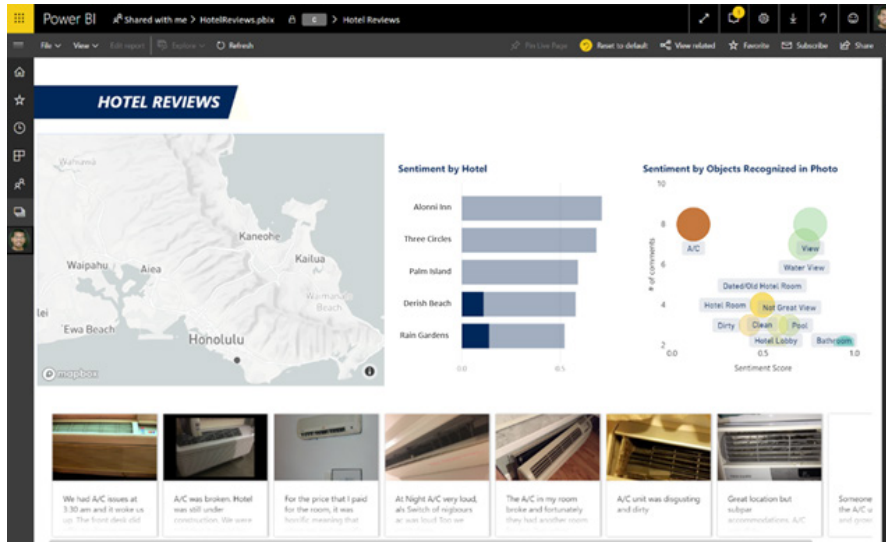 Power BI
Shared with me > HotelReviews.pbix
C
> Hotel Reviews
1
?
File
View
Edit report
Explore
Refresh
Pin Live Page
Reset to default
View related
Favorite
Subscribe
Share
HOTEL REVIEWS
Wahiawa
Kaneohe
Kailua
Waipahu
Aiea
Waimanalo
Beach
lei
'Ewa Beach
Honolulu
mapbox
Sentiment by Hotel
Alonni Inn
Three Circles
Palm Island
Derish Beach
Rain Gardens
0.0
0.5
Sentiment by Objects Recognized in Photo
# of comments
10
8
6
4
2
A/C
View
Water View
Dated/Old Hotel Room
Hotel Room
Not Great View
Dirty
Clean
Pool
Hotel Lobby
Bathroom
0.0
0.5
1.0
Sentiment Score
We had A/C issues at
3:30 am and it woke us
up. The front desk did
A/C was broken. Hotel
was still under
construction. We were
For the price that I paid
for the room, it was
horrific meaning that
At Night A/C very loud,
als Switch of nigbours
ac was loud Too we
The A/C in my room
broke and fortunately
they had another room
A/C unit was disgusting
and dirty
Great location but
subpar
accommodations. A/C
Someone
the A/C u